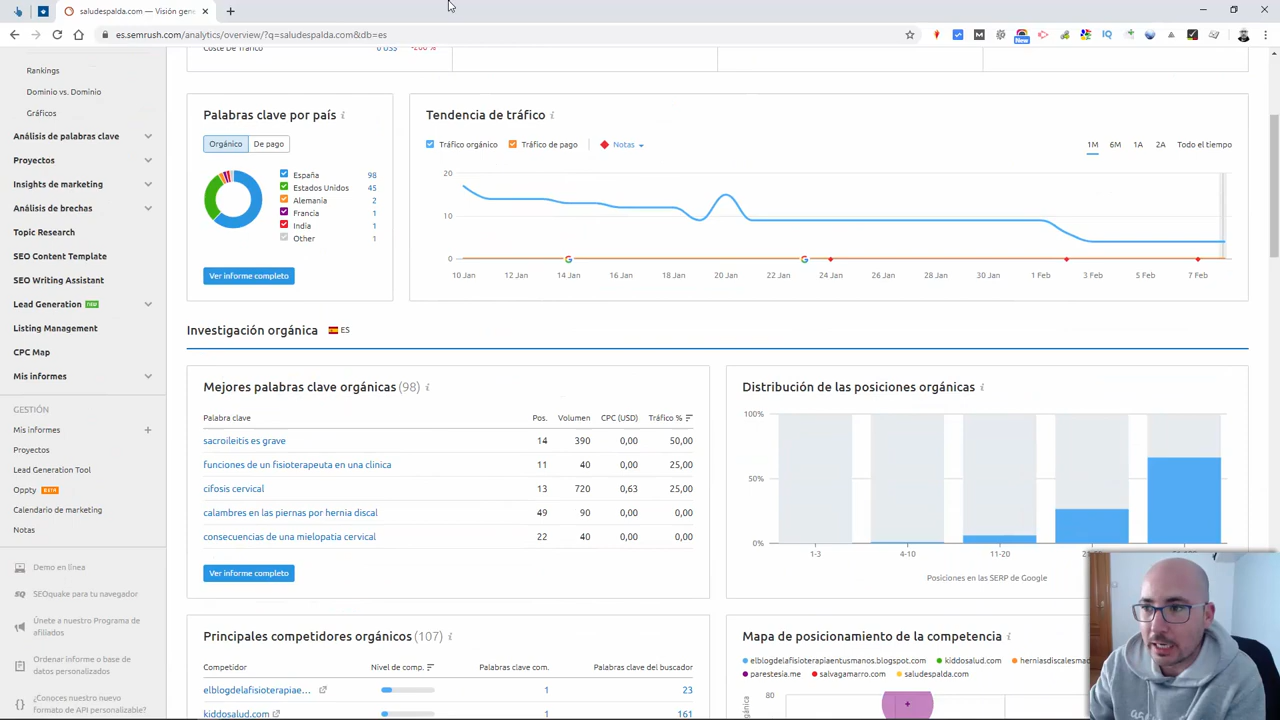 saludespalda.com — Visión gene
es.semrush.com/analytics/overview/?q=saludespalda.com&db=es
New
Rankings
Dominio vs. Dominio
Gráficos
Análisis de palabras clave
Proyectos
Insights de marketing
Análisis de brechas
Topic Research
SEO Content Template
SEO Writing Assistant
Lead Generation new
Listing Management
CPC Map
Mis informes
GESTIÓN
Mis informes
Proyectos
Lead Generation Tool
Oppty BETA
Calendario de marketing
Notas
Demo en línea
SEOquake para tu navegador
Únete a nuestro Programa de
afiliados
Ordenar informe o base de
datos personalizados
¿Conoces nuestro nuevo
formato de API personalizable?
Coste De Tráfico 0 US$
Palabras clave por país i
Orgánico De pago
España 98
Estados Unidos 45
Alemania 2
Francia 1
India 1
Other 1
Ver informe completo
Tendencia de tráfico i
Tráfico orgánico Tráfico de pago Notas
1M 6M 1A 2A Todo el tiempo
20
10
0
10 Jan 12 Jan 14 Jan 16 Jan 18 Jan 20 Jan 22 Jan 24 Jan 26 Jan 28 Jan 30 Jan 1 Feb 3 Feb 5 Feb 7 Feb
Investigación orgánica ES
Mejores palabras clave orgánicas (98) i
Palabra clave Pos. Volumen CPC (USD) Tráfico %
sacroileitis es grave 14 390 0,00 50,00
funciones de un fisioterapeuta en una clinica 11 40 0,00 25,00
cifosis cervical 13 720 0,63 25,00
calambres en las piernas por hernia discal 49 90 0,00 0,00
consecuencias de una mielopatia cervical 22 40 0,00 0,00
Ver informe completo
Distribución de las posiciones orgánicas i
100%
50%
0%
1-3 4-10 11-20
Posiciones en las SERP de Google
Principales competidores orgánicos (107) i
Competidor Nivel de comp. Palabras clave com. Palabras clave del buscador
elblogdelafisioterapiae... 1 23
kiddosalud.com 1 161
Mapa de posicionamiento de la competencia i
elblogdelafisioterapiaentusmanos.blogspot.com kiddosalud.com
parestesia.me salvagamarro.com saludespalda.com
80